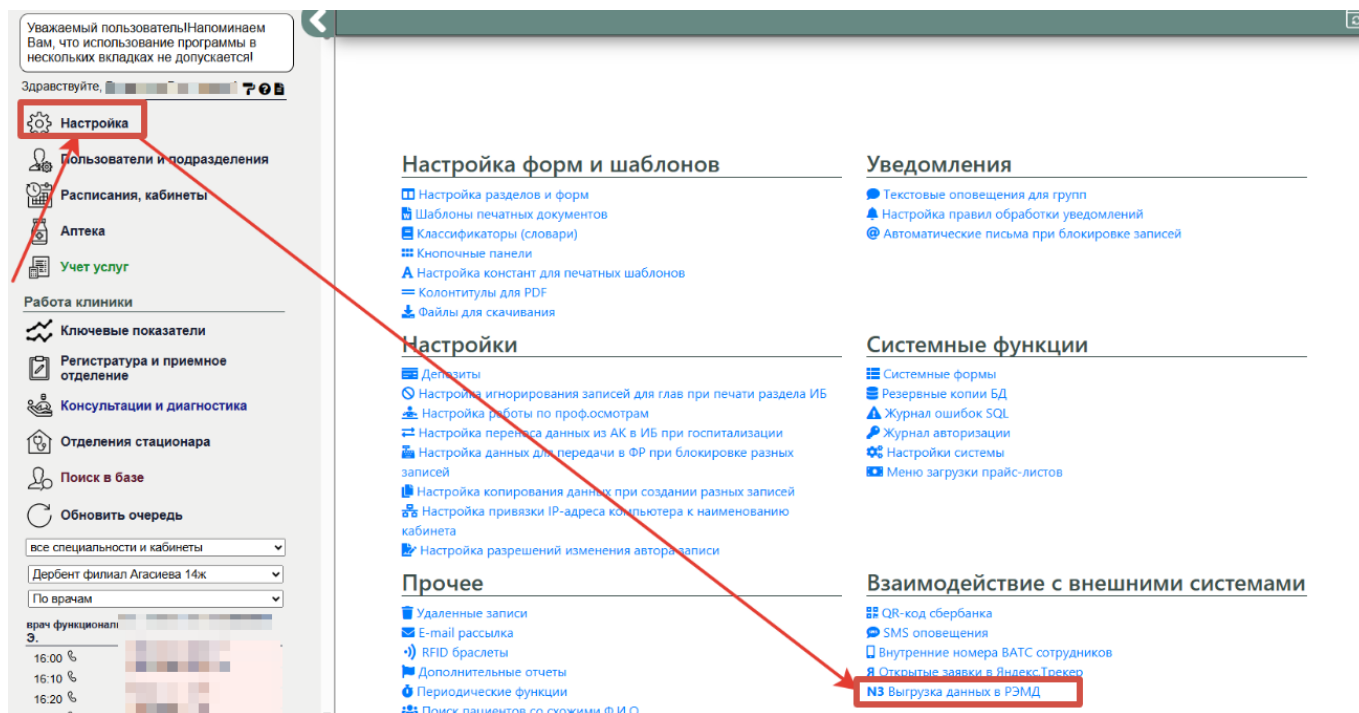 Уважаемый пользователь!Напоминаем
Вам, что использование программы в
нескольких вкладках не допускается!
Здравствуйте,
Настройка
Пользователи и подразделения
Расписания, кабинеты
Аптека
Учет услуг
Работа клиники
Ключевые показатели
Регистратура и приемное
отделение
Консультации и диагностика
Отделения стационара
Поиск в базе
Обновить очередь
все специальности и кабинеты
Дербент филиал Агасиева 14ж
По врачам
врач функционал
Э.
16:00
16:10
16:20
Настройка форм и шаблонов
Настройка разделов и форм
Шаблоны печатных документов
Классификаторы (словари)
Кнопочные панели
Настройка констант для печатных шаблонов
Колонтитулы для PDF
Файлы для скачивания
Уведомления
Текстовые оповещения для групп
Настройка правил обработки уведомлений
Автоматические письма при блокировке записей
Настройки
Депозиты
Настройка игнорирования записей для глав при печати раздела ИБ
Настройка работы по проф.осмотрам
Настройка переноса данных из АК в ИБ при госпитализации
Настройка данных для передачи в ФР при блокировке разных
записей
Настройка копирования данных при создании разных записей
Настройка привязки IP-адреса компьютера к наименованию
кабинета
Настройка разрешений изменения автора записи
Системные функции
Системные формы
Резервные копии БД
Журнал ошибок SQL
Журнал авторизации
Настройки системы
Меню загрузки прайс-листов
Прочее
Удаленные записи
E-mail рассылка
RFID браслеты
Дополнительные отчеты
Периодические функции
Поиск пациентов со схожими Ф.И.О.
Взаимодействие с внешними системами
QR-код сбербанка
SMS оповещения
Внутренние номера ВАТС сотрудников
Я Открытые заявки в Яндекс.Трекер
N3 Выгрузка данных в РЭМД